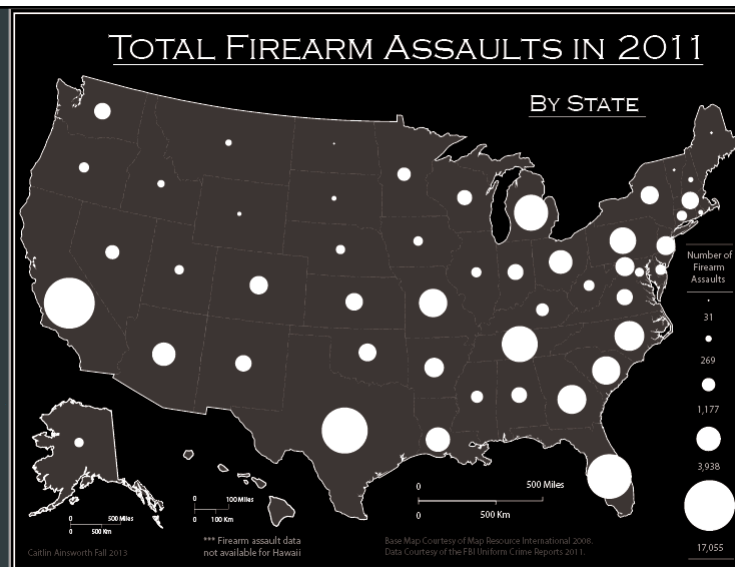 TOTAL FIREARM ASSAULTS IN 2011
BY STATE
Number of
Firearm
Assaults
31
269
1,177
3,938
17,055
0 500 Miles
0 500 Km
0 100 Miles
0 100 Km
0 500 Miles
0 500 Km
*** Firearm assault data
not available for Hawaii
Base Map Courtesy of Map Resource International 2008.
Data Courtesy of the FBI Uniform Crime Reports 2011.
Caitlin Ainsworth Fall 2013